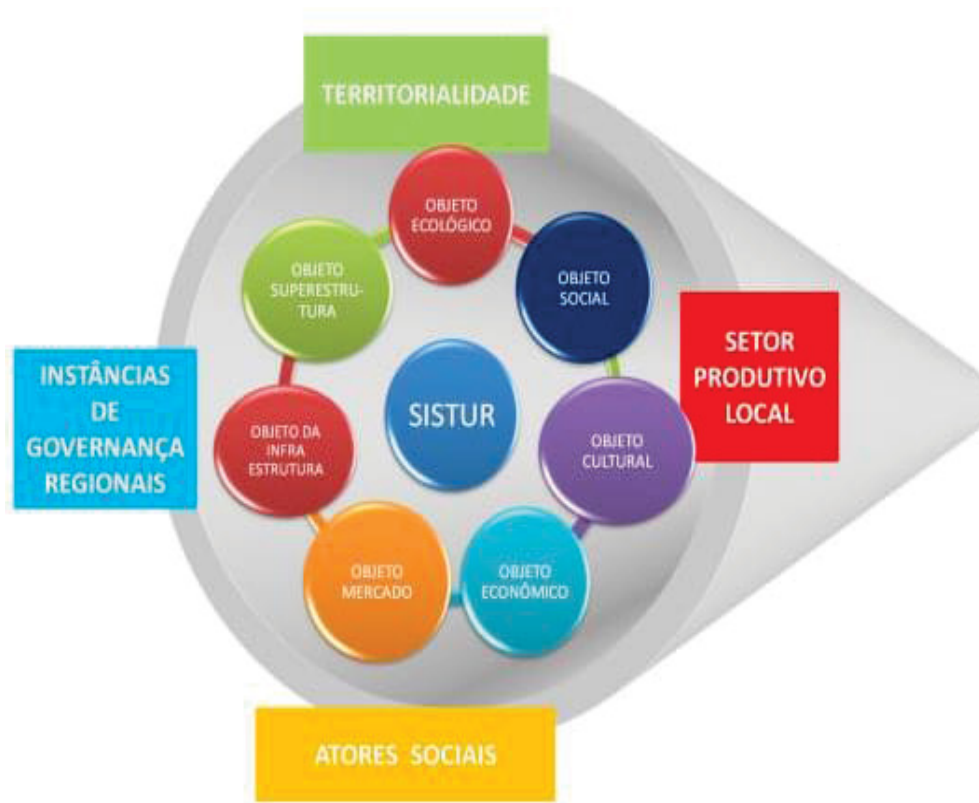 TERRITORIALIDADE
OBJETO
ECOLÓGICO
OBJETO
SOCIAL
OBJETO
SUPERESTRU-
TURA
SETOR
PRODUTIVO
LOCAL
INSTÂNCIAS
DE
GOVERNANÇA
REGIONAIS
SISTUR
OBJETO DA
INFRA
ESTRUTURA
OBJETO
CULTURAL
OBJETO
MERCADO
OBJETO
ECONÔMICO
ATORES SOCIAIS